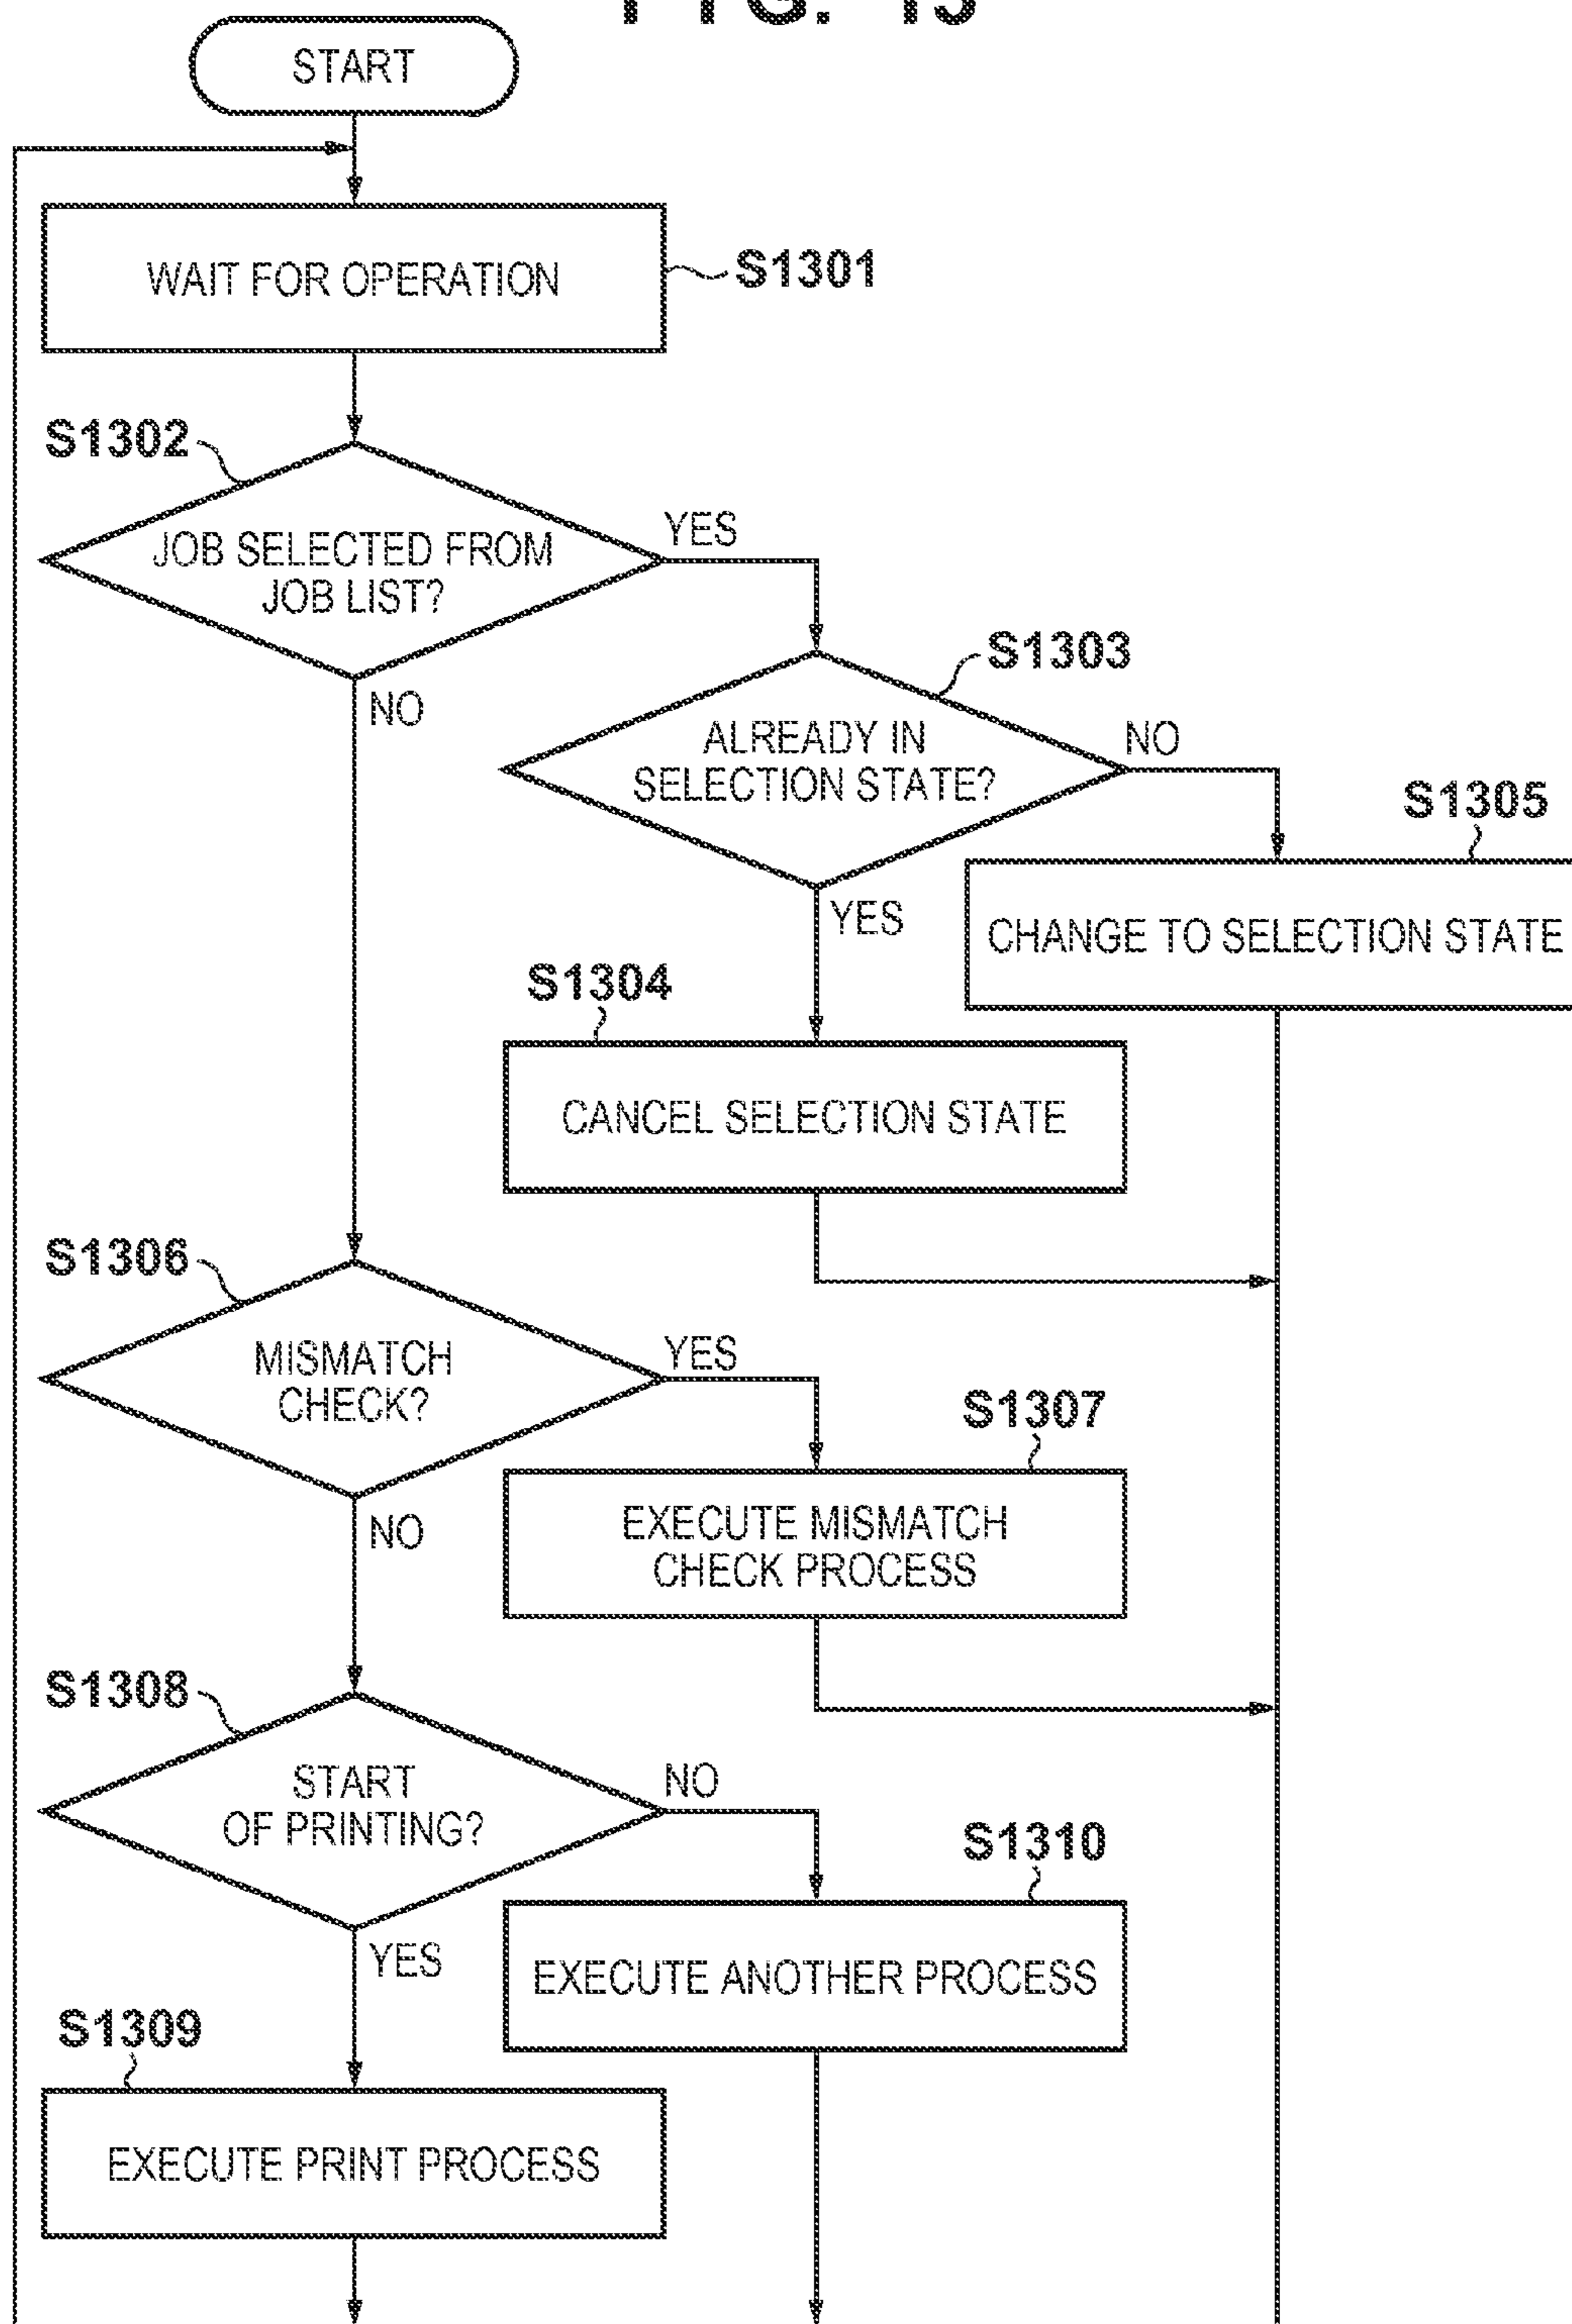 FIG. 13
START
WAIT FOR OPERATION
S1301
S1302
JOB SELECTED FROM
JOB LIST?
YES
NO
S1303
ALREADY IN
SELECTION STATE?
NO
YES
S1305
CHANGE TO SELECTION STATE
S1304
CANCEL SELECTION STATE
S1306
MISMATCH
CHECK?
YES
NO
S1307
EXECUTE MISMATCH
CHECK PROCESS
S1308
START
OF PRINTING?
NO
YES
S1310
EXECUTE ANOTHER PROCESS
S1309
EXECUTE PRINT PROCESS